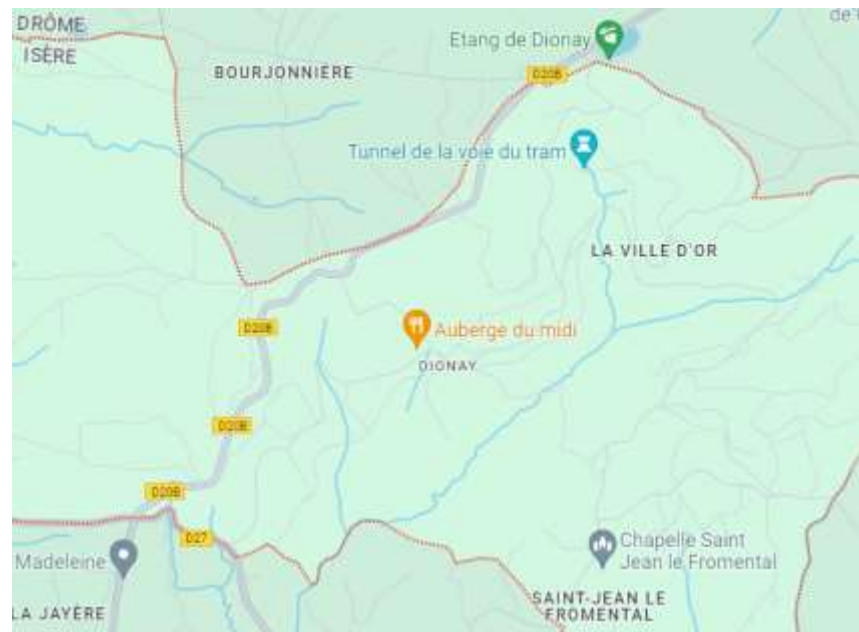 DRÔME
ISÈRE
de
Etang de Dionay
BOURJONNIÈRE
D20B
Tunnel de la voie du tram
LA VILLE D'OR
D20B
Auberge du midi
DIONAY
D20B
D20B
D27
Madeleine
Chapelle Saint
Jean le Fromental
LA JAYÈRE
SAINT-JEAN LE
FROMENTAL